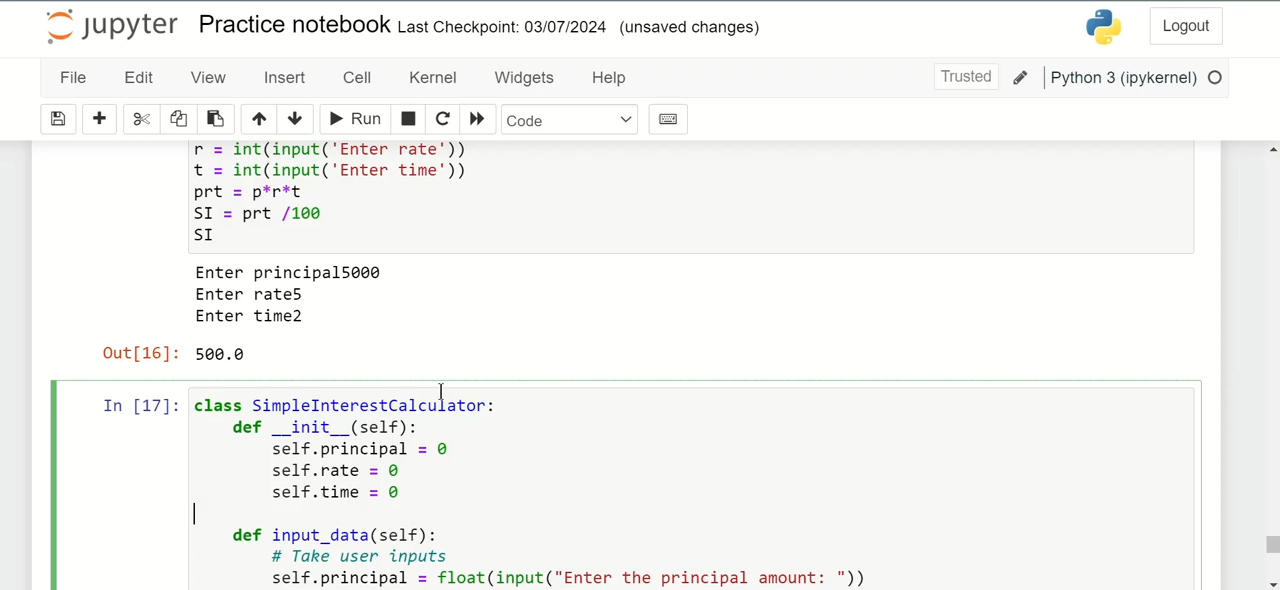 jupyter Practice notebook Last Checkpoint: 03/07/2024 (unsaved changes) Logout
File Edit View Insert Cell Kernel Widgets Help Trusted Python 3 (ipykernel)
Run Code
r = int(input('Enter rate'))
t = int(input('Enter time'))
prt = p*r*t
SI = prt /100
SI
Enter principal5000
Enter rate5
Enter time2
Out[16]: 500.0
In [17]: class SimpleInterestCalculator:
def __init__(self):
self.principal = 0
self.rate = 0
self.time = 0
def input_data(self):
# Take user inputs
self.principal = float(input("Enter the principal amount: "))